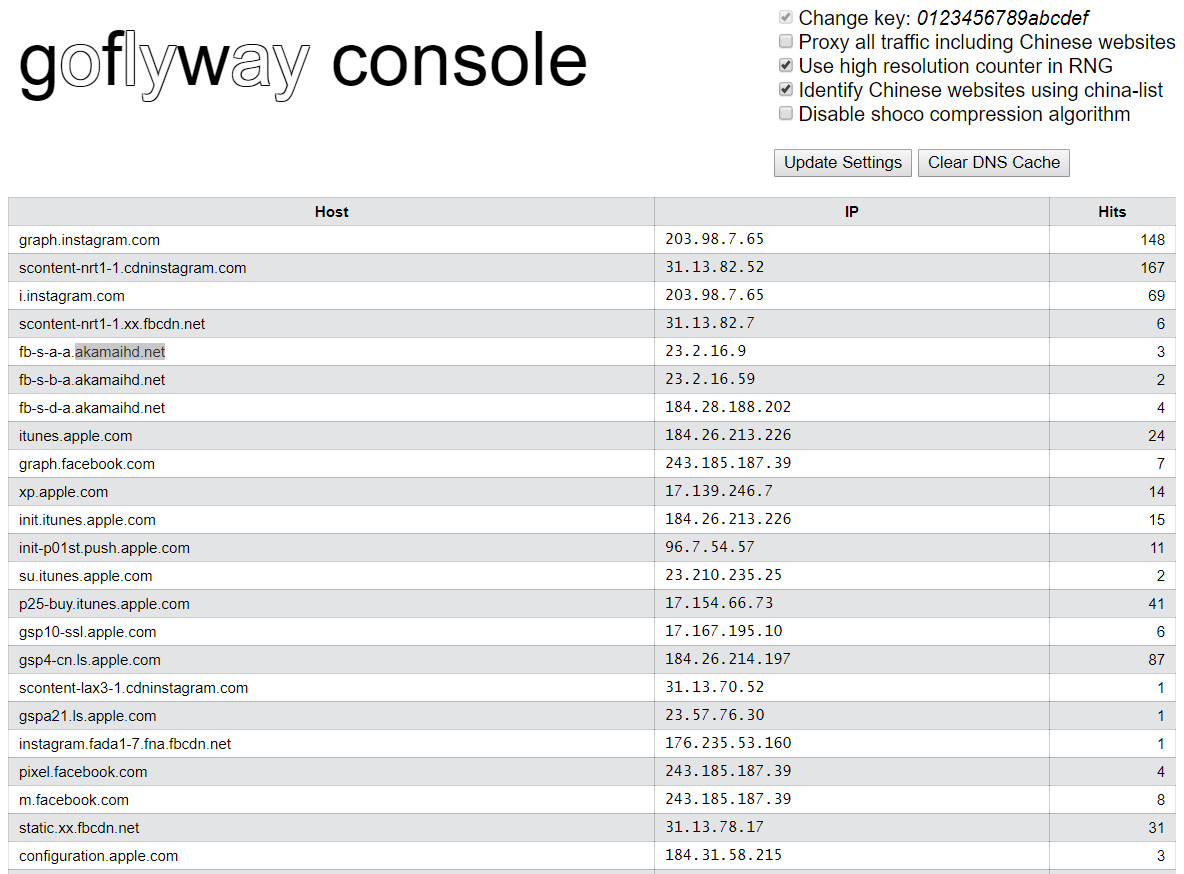 goflyway console
Change key: 0123456789abcdef
Proxy all traffic including Chinese websites
Use high resolution counter in RNG
Identify Chinese websites using china-list
Disable shoco compression algorithm
Update Settings Clear DNS Cache
Host IP Hits
graph.instagram.com 203.98.7.65 148
scontent-nrt1-1.cdninstagram.com 31.13.82.52 167
i.instagram.com 203.98.7.65 69
scontent-nrt1-1.xx.fbcdn.net 31.13.82.7 6
fb-s-a-a.akamaihd.net 23.2.16.9 3
fb-s-b-a.akamaihd.net 23.2.16.59 2
fb-s-d-a.akamaihd.net 184.28.188.202 4
itunes.apple.com 184.26.213.226 24
graph.facebook.com 243.185.187.39 7
xp.apple.com 17.139.246.7 14
init.itunes.apple.com 184.26.213.226 15
init-p01st.push.apple.com 96.7.54.57 11
su.itunes.apple.com 23.210.235.25 2
p25-buy.itunes.apple.com 17.154.66.73 41
gsp10-ssl.apple.com 17.167.195.10 6
gsp4-cn.ls.apple.com 184.26.214.197 87
scontent-lax3-1.cdninstagram.com 31.13.70.52 1
gspa21.ls.apple.com 23.57.76.30 1
instagram.fada1-7.fna.fbcdn.net 176.235.53.160 1
pixel.facebook.com 243.185.187.39 4
m.facebook.com 243.185.187.39 8
static.xx.fbcdn.net 31.13.78.17 31
configuration.apple.com 184.31.58.215 3